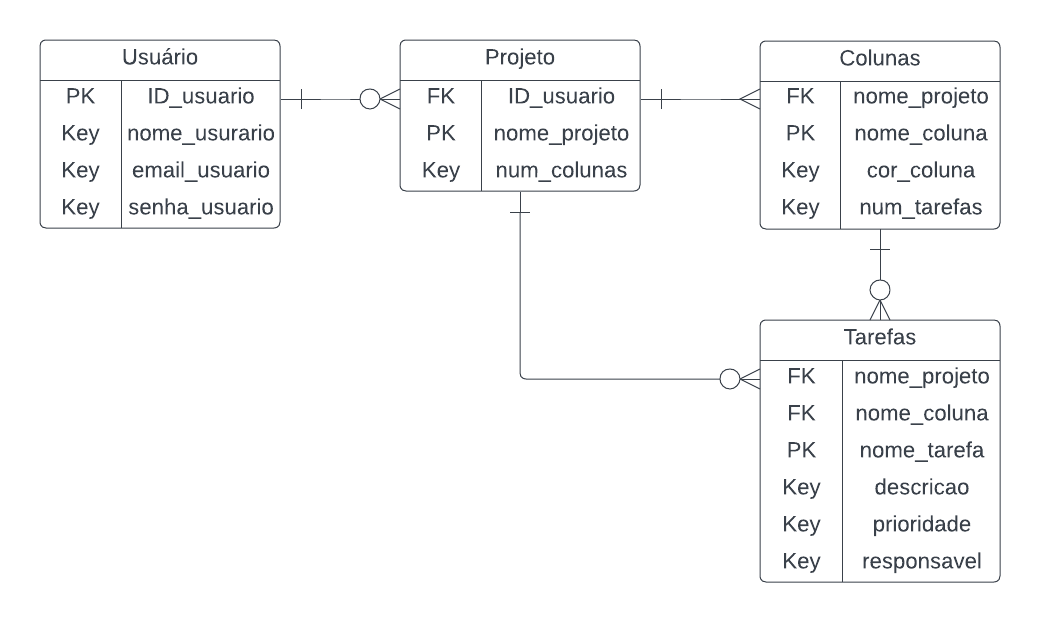 Usuário
PK ID_usuario
Key nome_usurario
Key email_usuario
Key senha_usuario
Projeto
FK ID_usuario
PK nome_projeto
Key num_colunas
Colunas
FK nome_projeto
PK nome_coluna
Key cor_coluna
Key num_tarefas
Tarefas
FK nome_projeto
FK nome_coluna
PK nome_tarefa
Key descricao
Key prioridade
Key responsavel